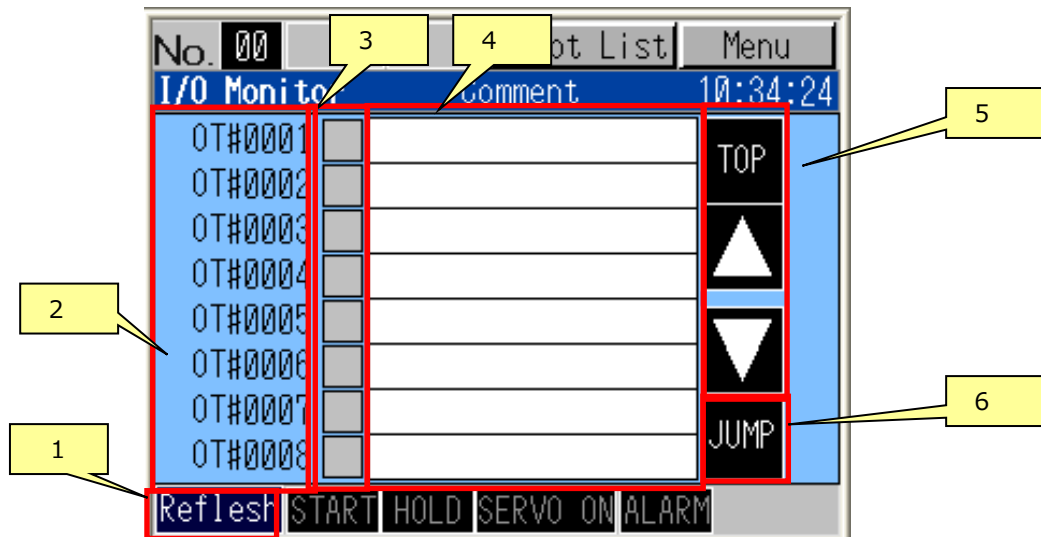 No. 00 ot List Menu
I/O Monitor Comment 10:34:24
3
4
5
OT#0001
TOP
OT#0002
OT#0003
OT#0004
2
OT#0005
OT#0006
6
OT#0007
JUMP
1
OT#0008
Reflesh START HOLD SERVO ON ALARM